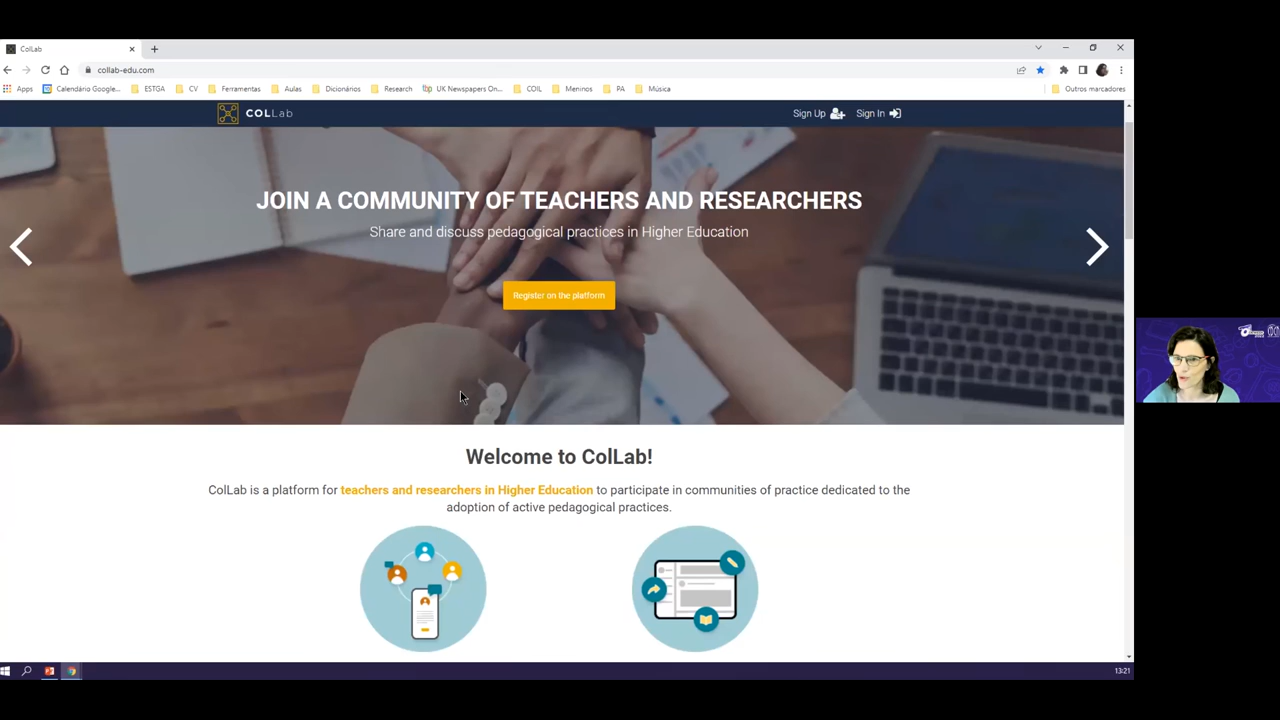 ColLab
collab-edu.com
Apps Calendário Google... ESTGA CV Ferramentas Aulas Dicionários Research UK Newspapers On... COIL Meninos PA Música Outros marcadores
COLLab
Sign Up Sign In
JOIN A COMMUNITY OF TEACHERS AND RESEARCHERS
Share and discuss pedagogical practices in Higher Education
Register on the platform
Welcome to ColLab!
ColLab is a platform for teachers and researchers in Higher Education to participate in communities of practice dedicated to the
adoption of active pedagogical practices.
13:21